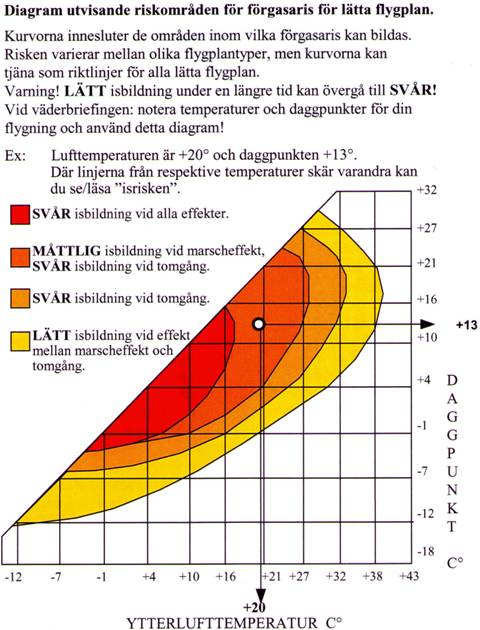 Diagram utvisande riskområden för förgasaris för lätta flygplan.
Kurvorna innesluter de områden inom vilka förgasaris kan bildas.
Risken varierar mellan olika flygplantyper, men kurvorna kan
tjäna som riktlinjer för alla lätta flygplan.
Varning! LÄTT isbildning under en längre tid kan övergå till SVÅR!
Vid väderbriefingen: notera temperaturer och daggpunkter för din
flygning och använd detta diagram!
Ex: Lufttemperaturen är +20° och daggpunkten +13°.
Där linjerna från respektive temperaturer skär varandra kan
du se/läsa "isrisken".
SVÅR isbildning vid alla effekter.
MÅTTLIG isbildning vid marscheffekt,
SVÅR isbildning vid tomgång.
SVÅR isbildning vid tomgång.
LÄTT isbildning vid effekt
mellan marscheffekt och
tomgång.
+32
+27
+21
+16
+13
+10
+4
-1
-7
-12
-18
DAGGPUNKT C°
-12 -7 -1 +4 +10 +16 +21 +27 +32 +38 +43
+20
YTTERLUFTTEMPERATUR C°